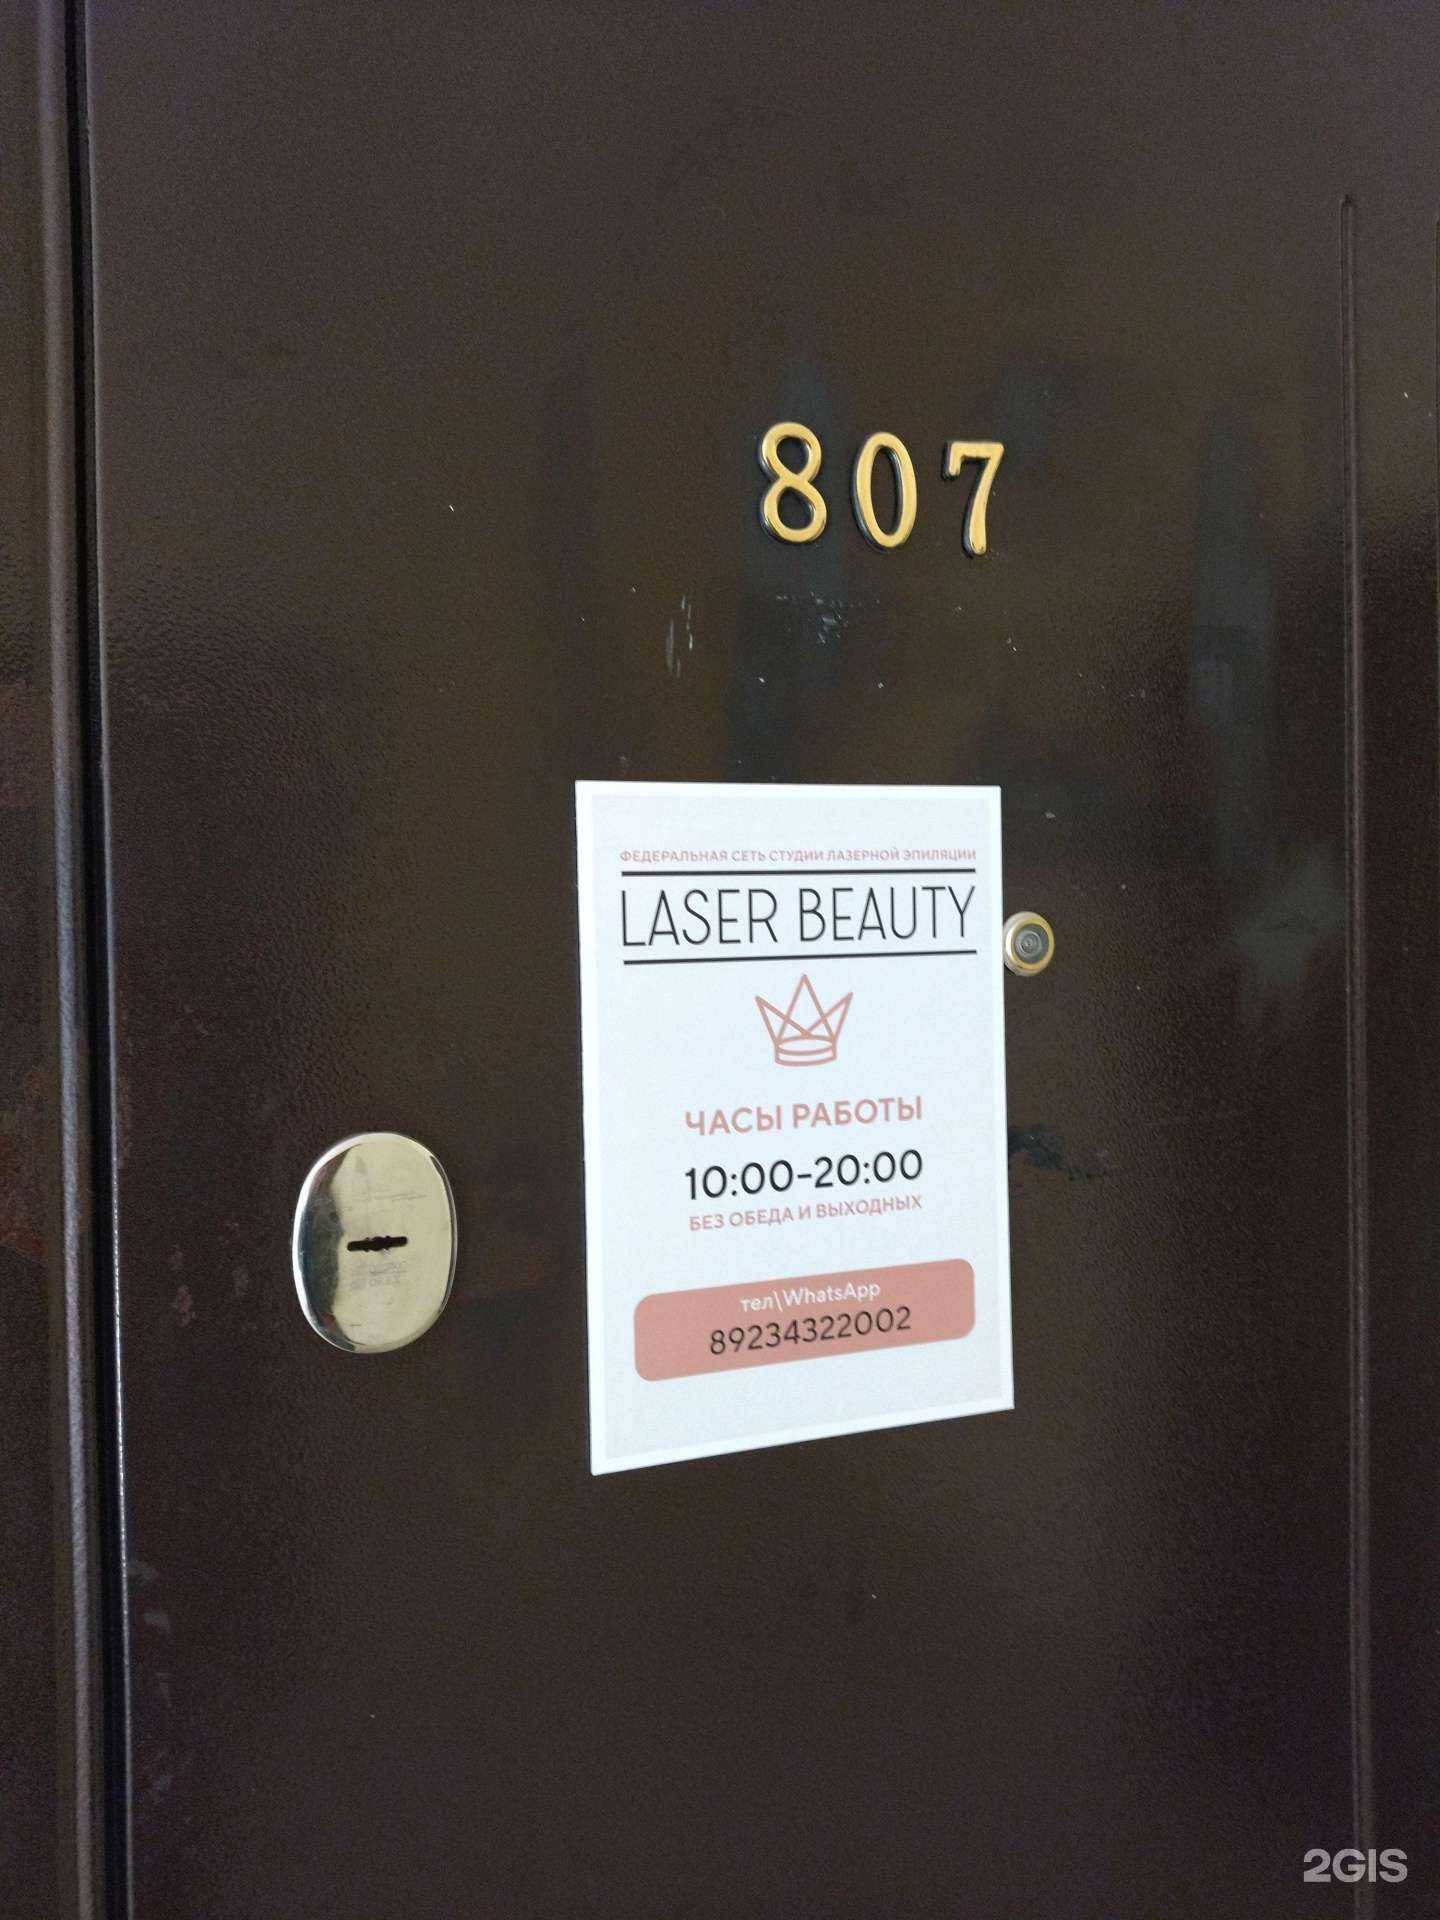 807
ФЕДЕРАЛЬНАЯ СЕТЬ СТУДИИ ЛАЗЕРНОЙ ЭПИЛЯЦИИ
LASER BEAUTY
ЧАСЫ РАБОТЫ
10:00-20:00
БЕЗ ОБЕДА И ВЫХОДНЫХ
тел\WhatsApp
89234322002
2GIS